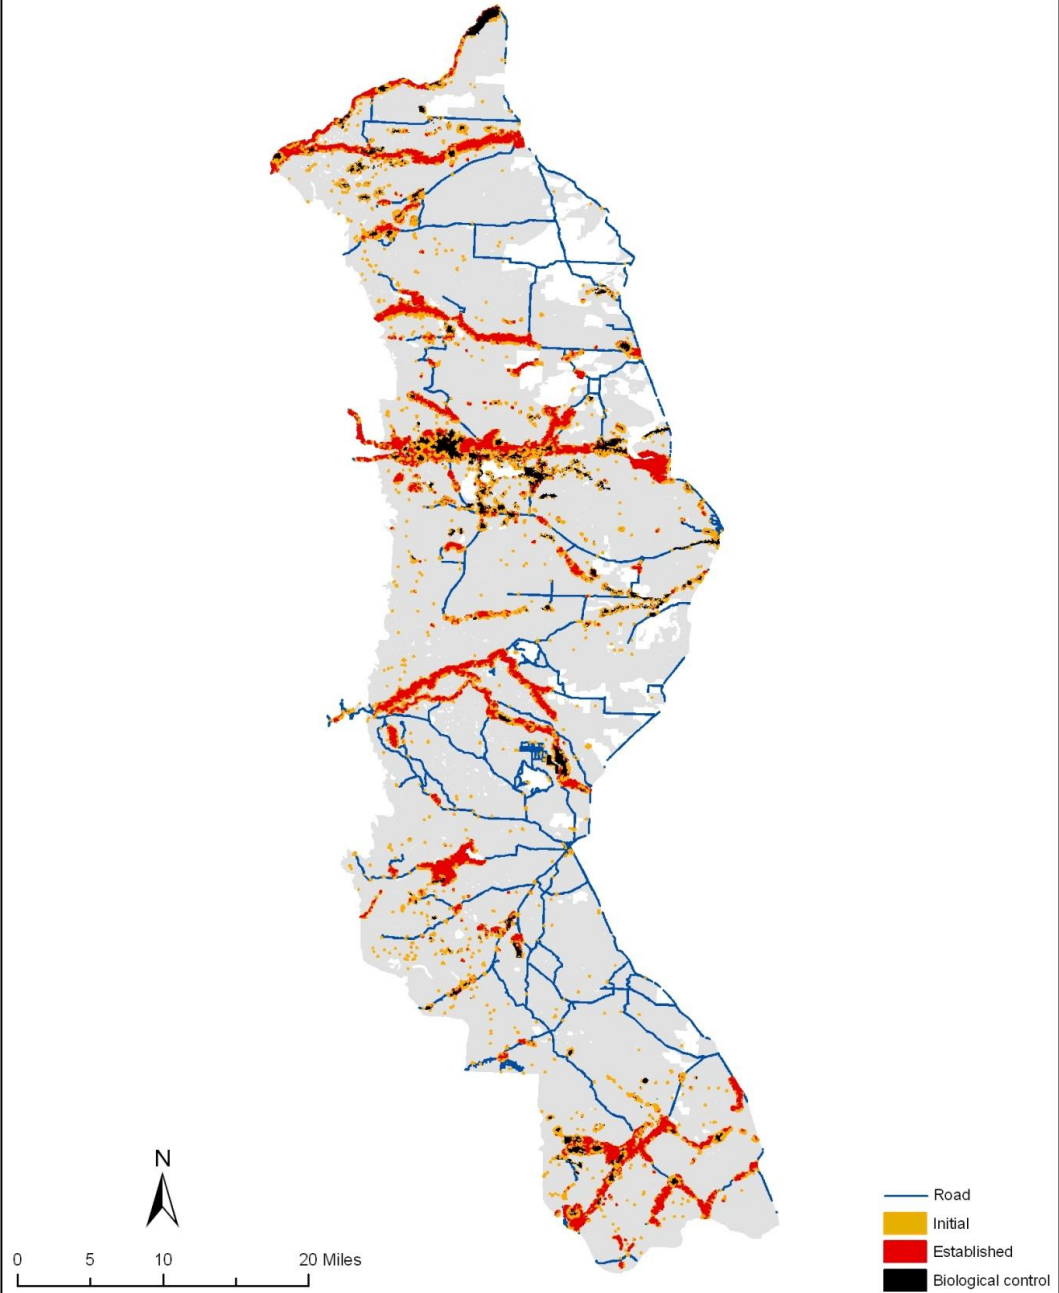 N
0 5 10 20 Miles
Road
Initial
Established
Biological control